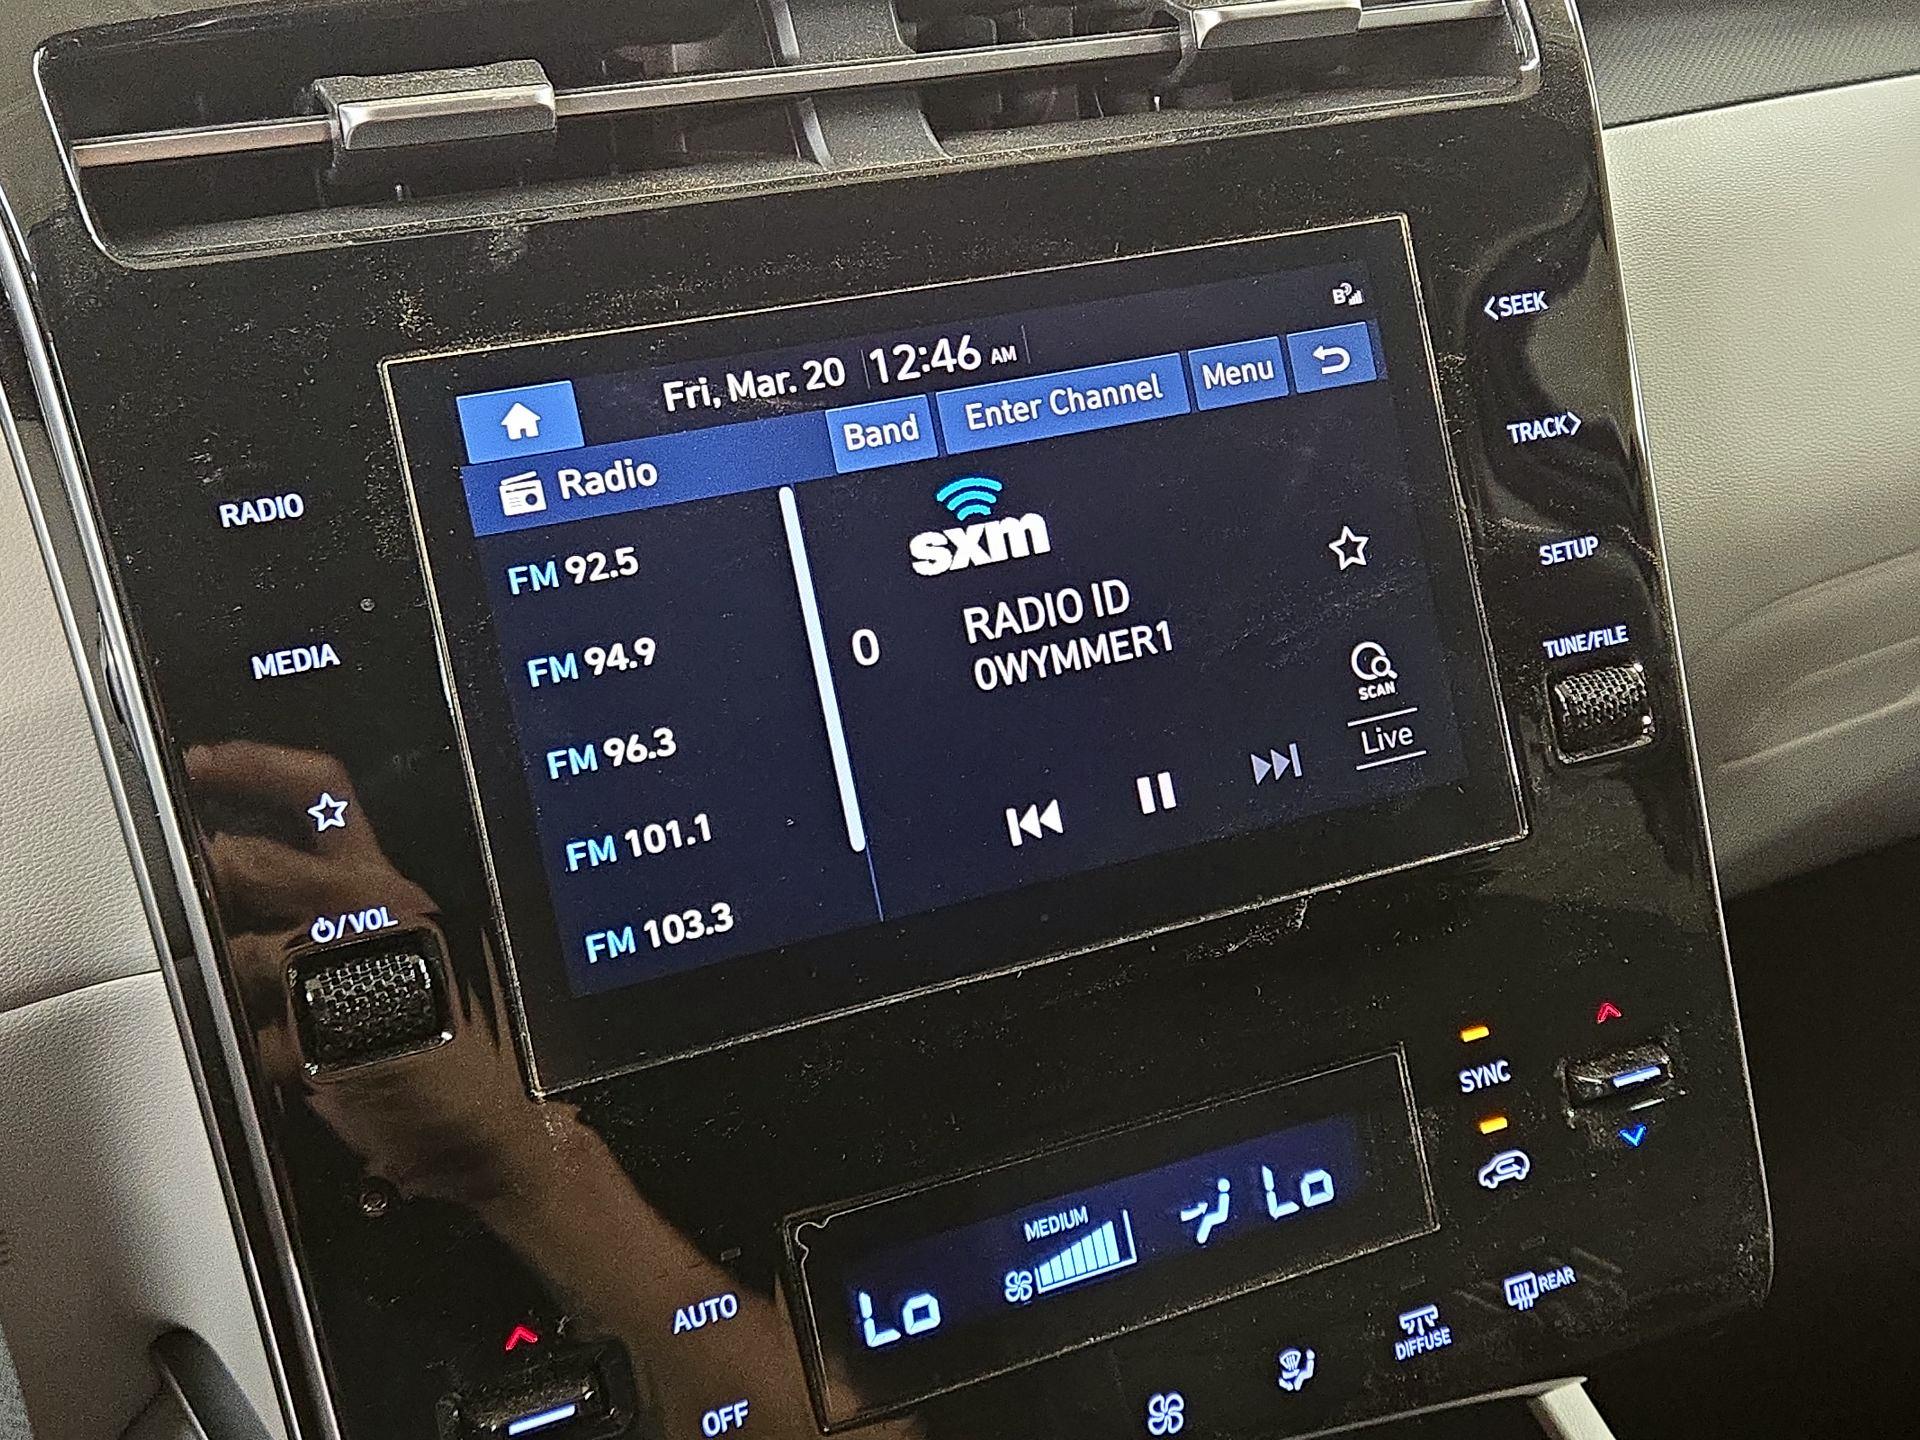 Fri, Mar. 20 12:46 AM
Band Enter Channel Menu
Radio
FM 92.5
FM 94.9
FM 96.3
FM 101.1
FM 103.3
sxm
0 RADIO ID
0WYMMER1
SCAN
Live
RADIO
MEDIA
/VOL
<SEEK
TRACK>
SETUP
TUNE/FILE
SYNC
Lo
MEDIUM
Lo
AUTO
OFF
DIFFUSE
REAR